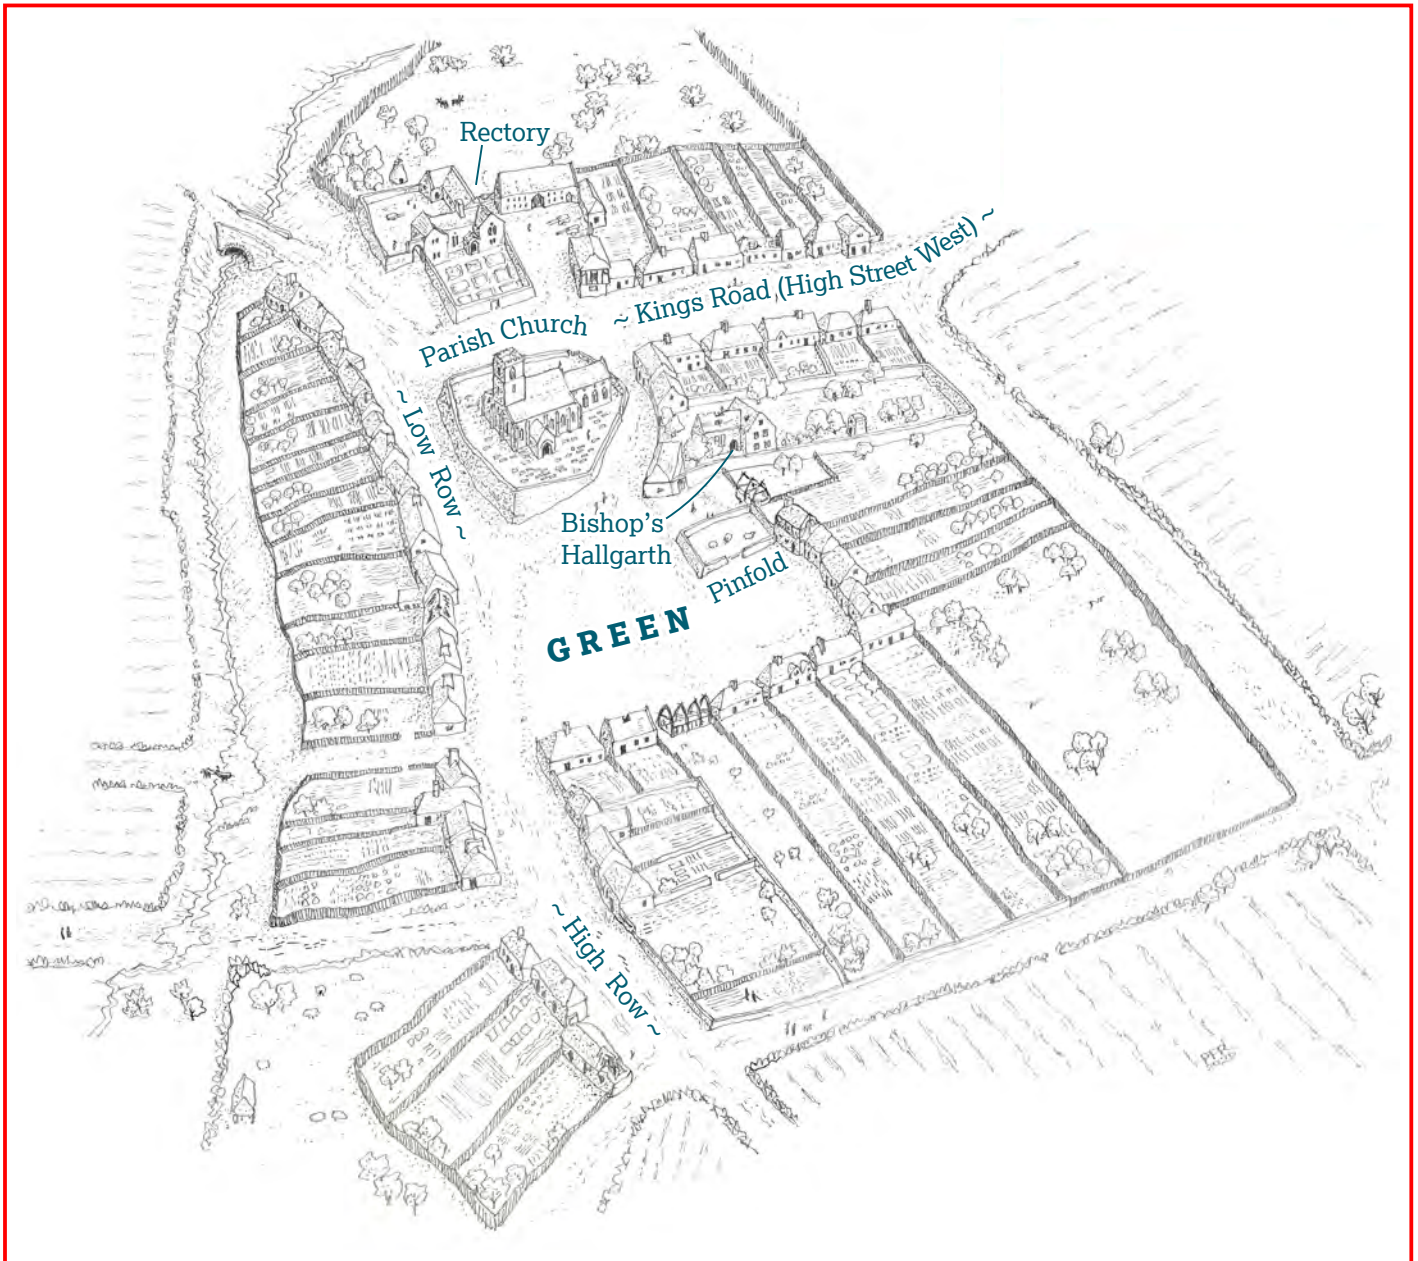 Rectory
~ Kings Road (High Street West) ~
Parish Church
~ Low Row ~
Bishop's
Hallgarth
Pinfold
GREEN
~ High Row ~